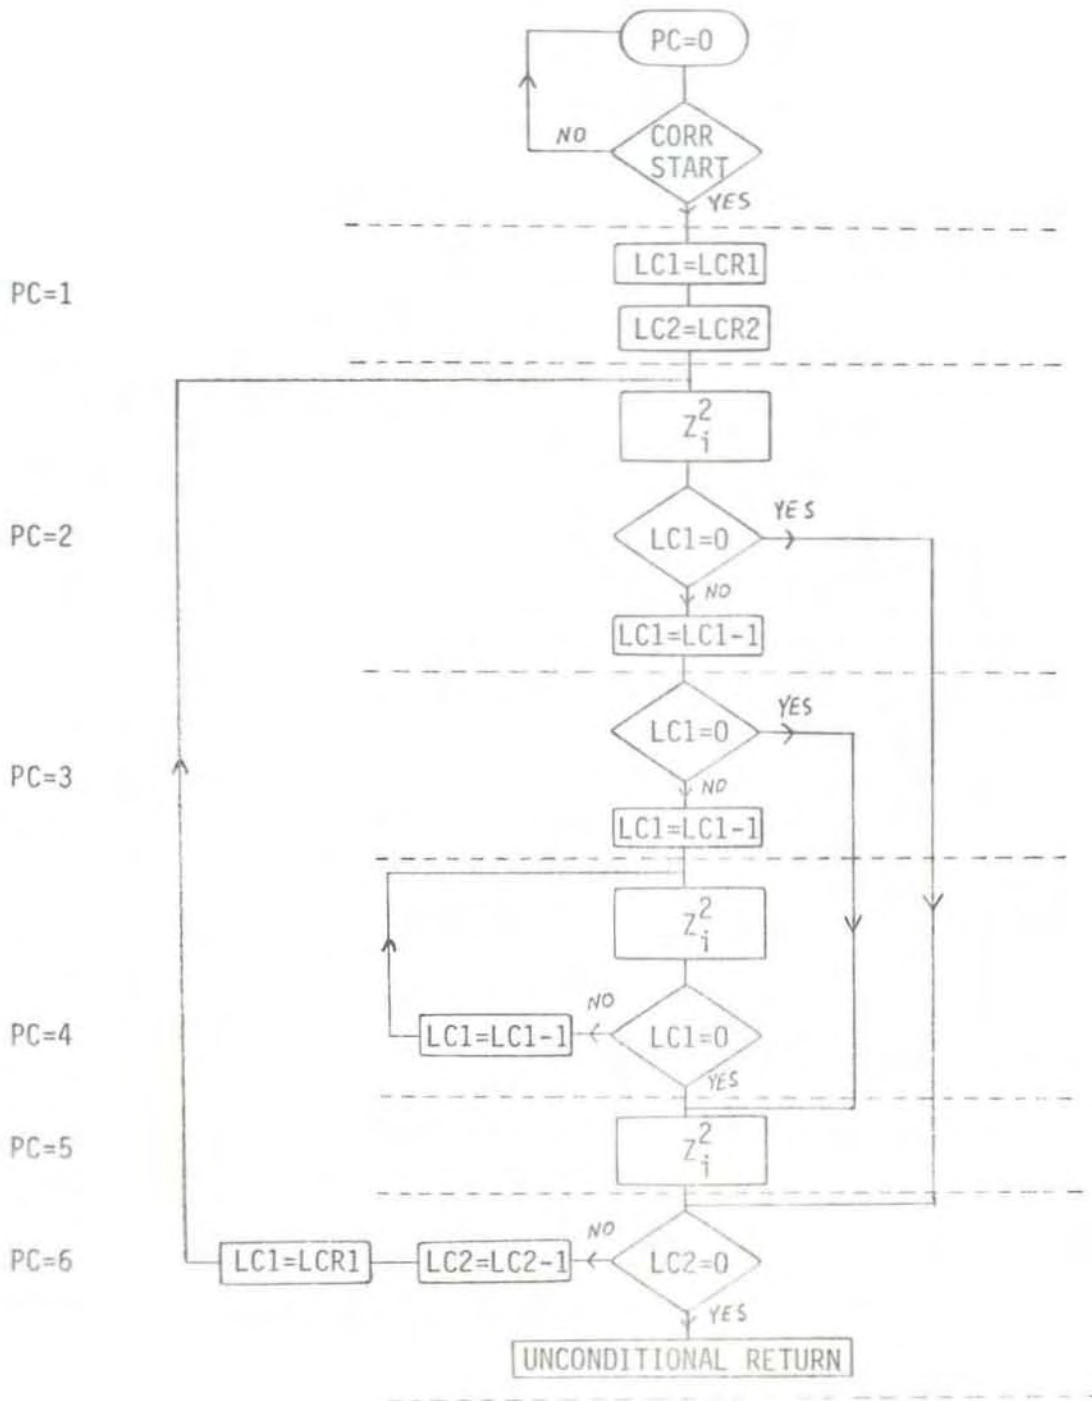 PC=0
NO
CORR
START
YES
LC1=LCR1
PC=1
LC2=LCR2
Z_i^2
YES
PC=2
LC1=0
NO
LC1=LC1-1
YES
LC1=0
PC=3
NO
LC1=LC1-1
Z_i^2
NO
PC=4
LC1=LC1-1
LC1=0
YES
PC=5
Z_i^2
NO
PC=6
LC1=LCR1
LC2=LC2-1
LC2=0
YES
UNCONDITIONAL RETURN